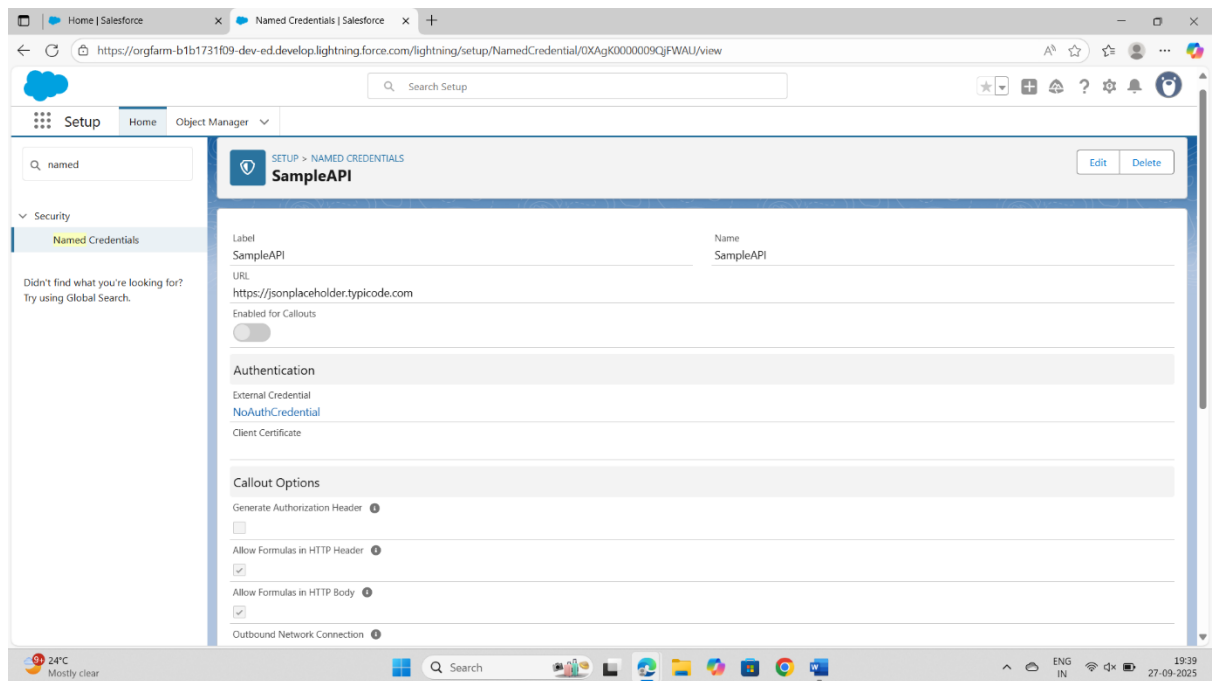 Home | Salesforce
Named Credentials | Salesforce
https://orgfarm-b1b1731f09-dev-ed.develop.lightning.force.com/lightning/setup/NamedCredential/0XAgK0000009QjFWAU/view
Search Setup
Setup Home Object Manager
named
SETUP > NAMED CREDENTIALS
SampleAPI
Edit Delete
Security
Named Credentials
Didn't find what you're looking for?
Try using Global Search.
Label Name
SampleAPI SampleAPI
URL
https://jsonplaceholder.typicode.com
Enabled for Callouts
Authentication
External Credential
NoAuthCredential
Client Certificate
Callout Options
Generate Authorization Header
Allow Formulas in HTTP Header
Allow Formulas in HTTP Body
Outbound Network Connection
9+ 24°C
Mostly clear
Search
ENG
IN
19:39
27-09-2025